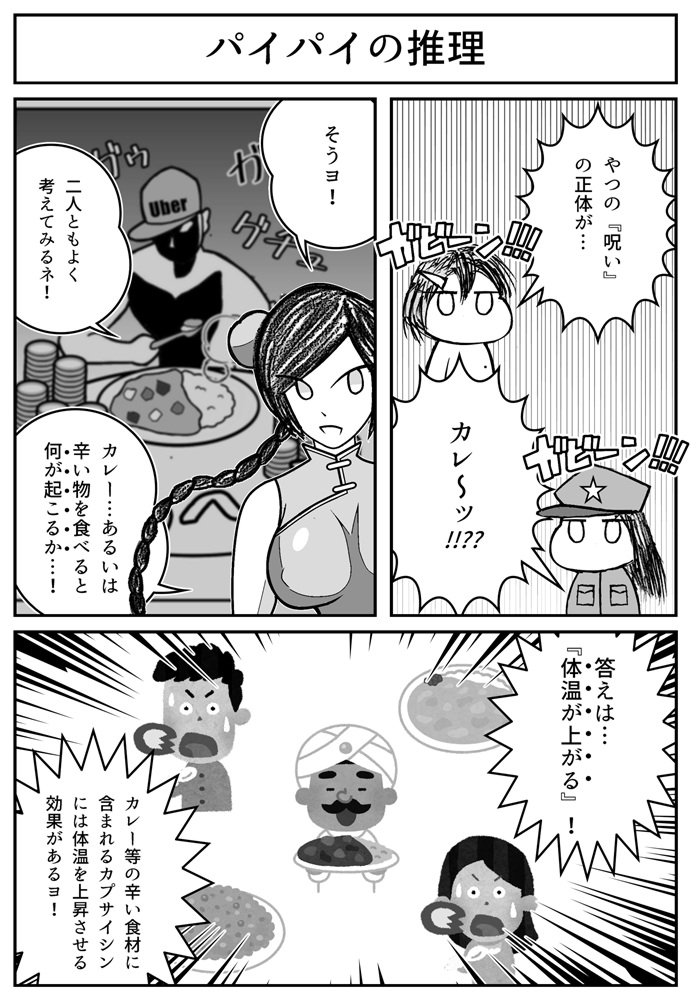 パイパイの推理
やつの『呪い』
の正体が…
ガビーン!!!
カレ～ッ
!!??
ガビーン!!!
そうヨ！
二人ともよく
考えてみるネ！
Uber
グチュ
カレー…あるいは
辛い物を食べると
何が起こるか…！
答えは…
『体温が上がる』！
カレー等の辛い食材に
含まれるカプサイシン
には体温を上昇させる
効果があるヨ！